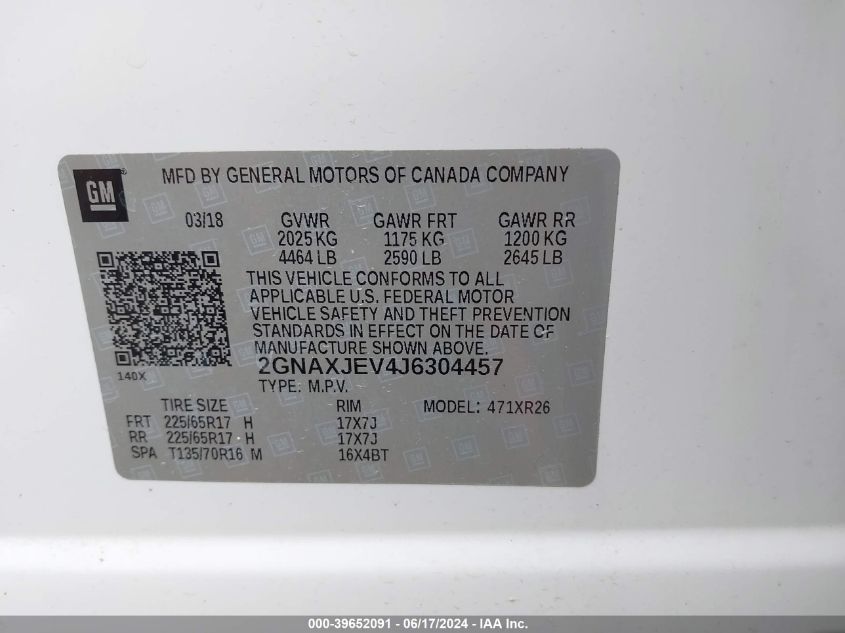 GM
MFD BY GENERAL MOTORS OF CANADA COMPANY
03/18 GVWR GAWR FRT GAWR RR
2025 KG 1175 KG 1200 KG
4464 LB 2590 LB 2645 LB
THIS VEHICLE CONFORMS TO ALL
APPLICABLE U.S. FEDERAL MOTOR
VEHICLE SAFETY AND THEFT PREVENTION
STANDARDS IN EFFECT ON THE DATE OF
MANUFACTURE SHOWN ABOVE.
140X 2GNAXJEV4J6304457
TYPE: M.P.V.
TIRE SIZE RIM MODEL: 471XR26
FRT 225/65R17 H 17X7J
RR 225/65R17 H 17X7J
SPA T135/70R16 M 16X4BT
000-39652091 - 06/17/2024 - IAA Inc.